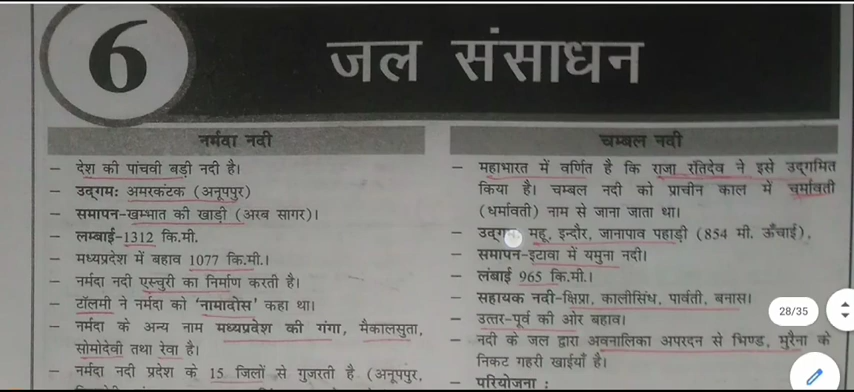 6
जल संसाधन
नर्मदा नदी
– देश की पांचवी बड़ी नदी है।
– उद्गमः अमरकंटक (अनूपपुर)
– समापन-खम्भात की खाड़ी (अरब सागर)।
– लम्बाई-1312 कि.मी.
– मध्यप्रदेश में बहाव 1077 कि.मी.।
– नर्मदा नदी एस्चुरी का निर्माण करती है।
– टॉलमी ने नर्मदा को 'नामादोस' कहा था।
– नर्मदा के अन्य नाम मध्यप्रदेश की गंगा, मैकालसुता,
सोमोदेवी तथा रेवा है।
– नर्मदा नदी प्रदेश के 15 जिलों से गुजरती है (अनूपपुर,
चम्बल नदी
– महाभारत में वर्णित है कि राजा रंतिदेव ने इसे उद्गमित
किया है। चम्बल नदी को प्राचीन काल में चर्मावती
(धर्मावती) नाम से जाना जाता था।
– महू, इन्दौर, जानापाव पहाड़ी (854 मी. ऊँचाई),
– समापन-इटावा में यमुना नदी।
– लंबाई 965 कि.मी.।
– सहायक नदी-क्षिप्रा, कालीसिंध, पार्वती, बनास।
– उत्तर-पूर्व की ओर बहाव।
– नदी के जल द्वारा अवनालिका अपरदन से भिण्ड, मुरैना के
निकट गहरी खाईयाँ है।
– परियोजना :
28/35